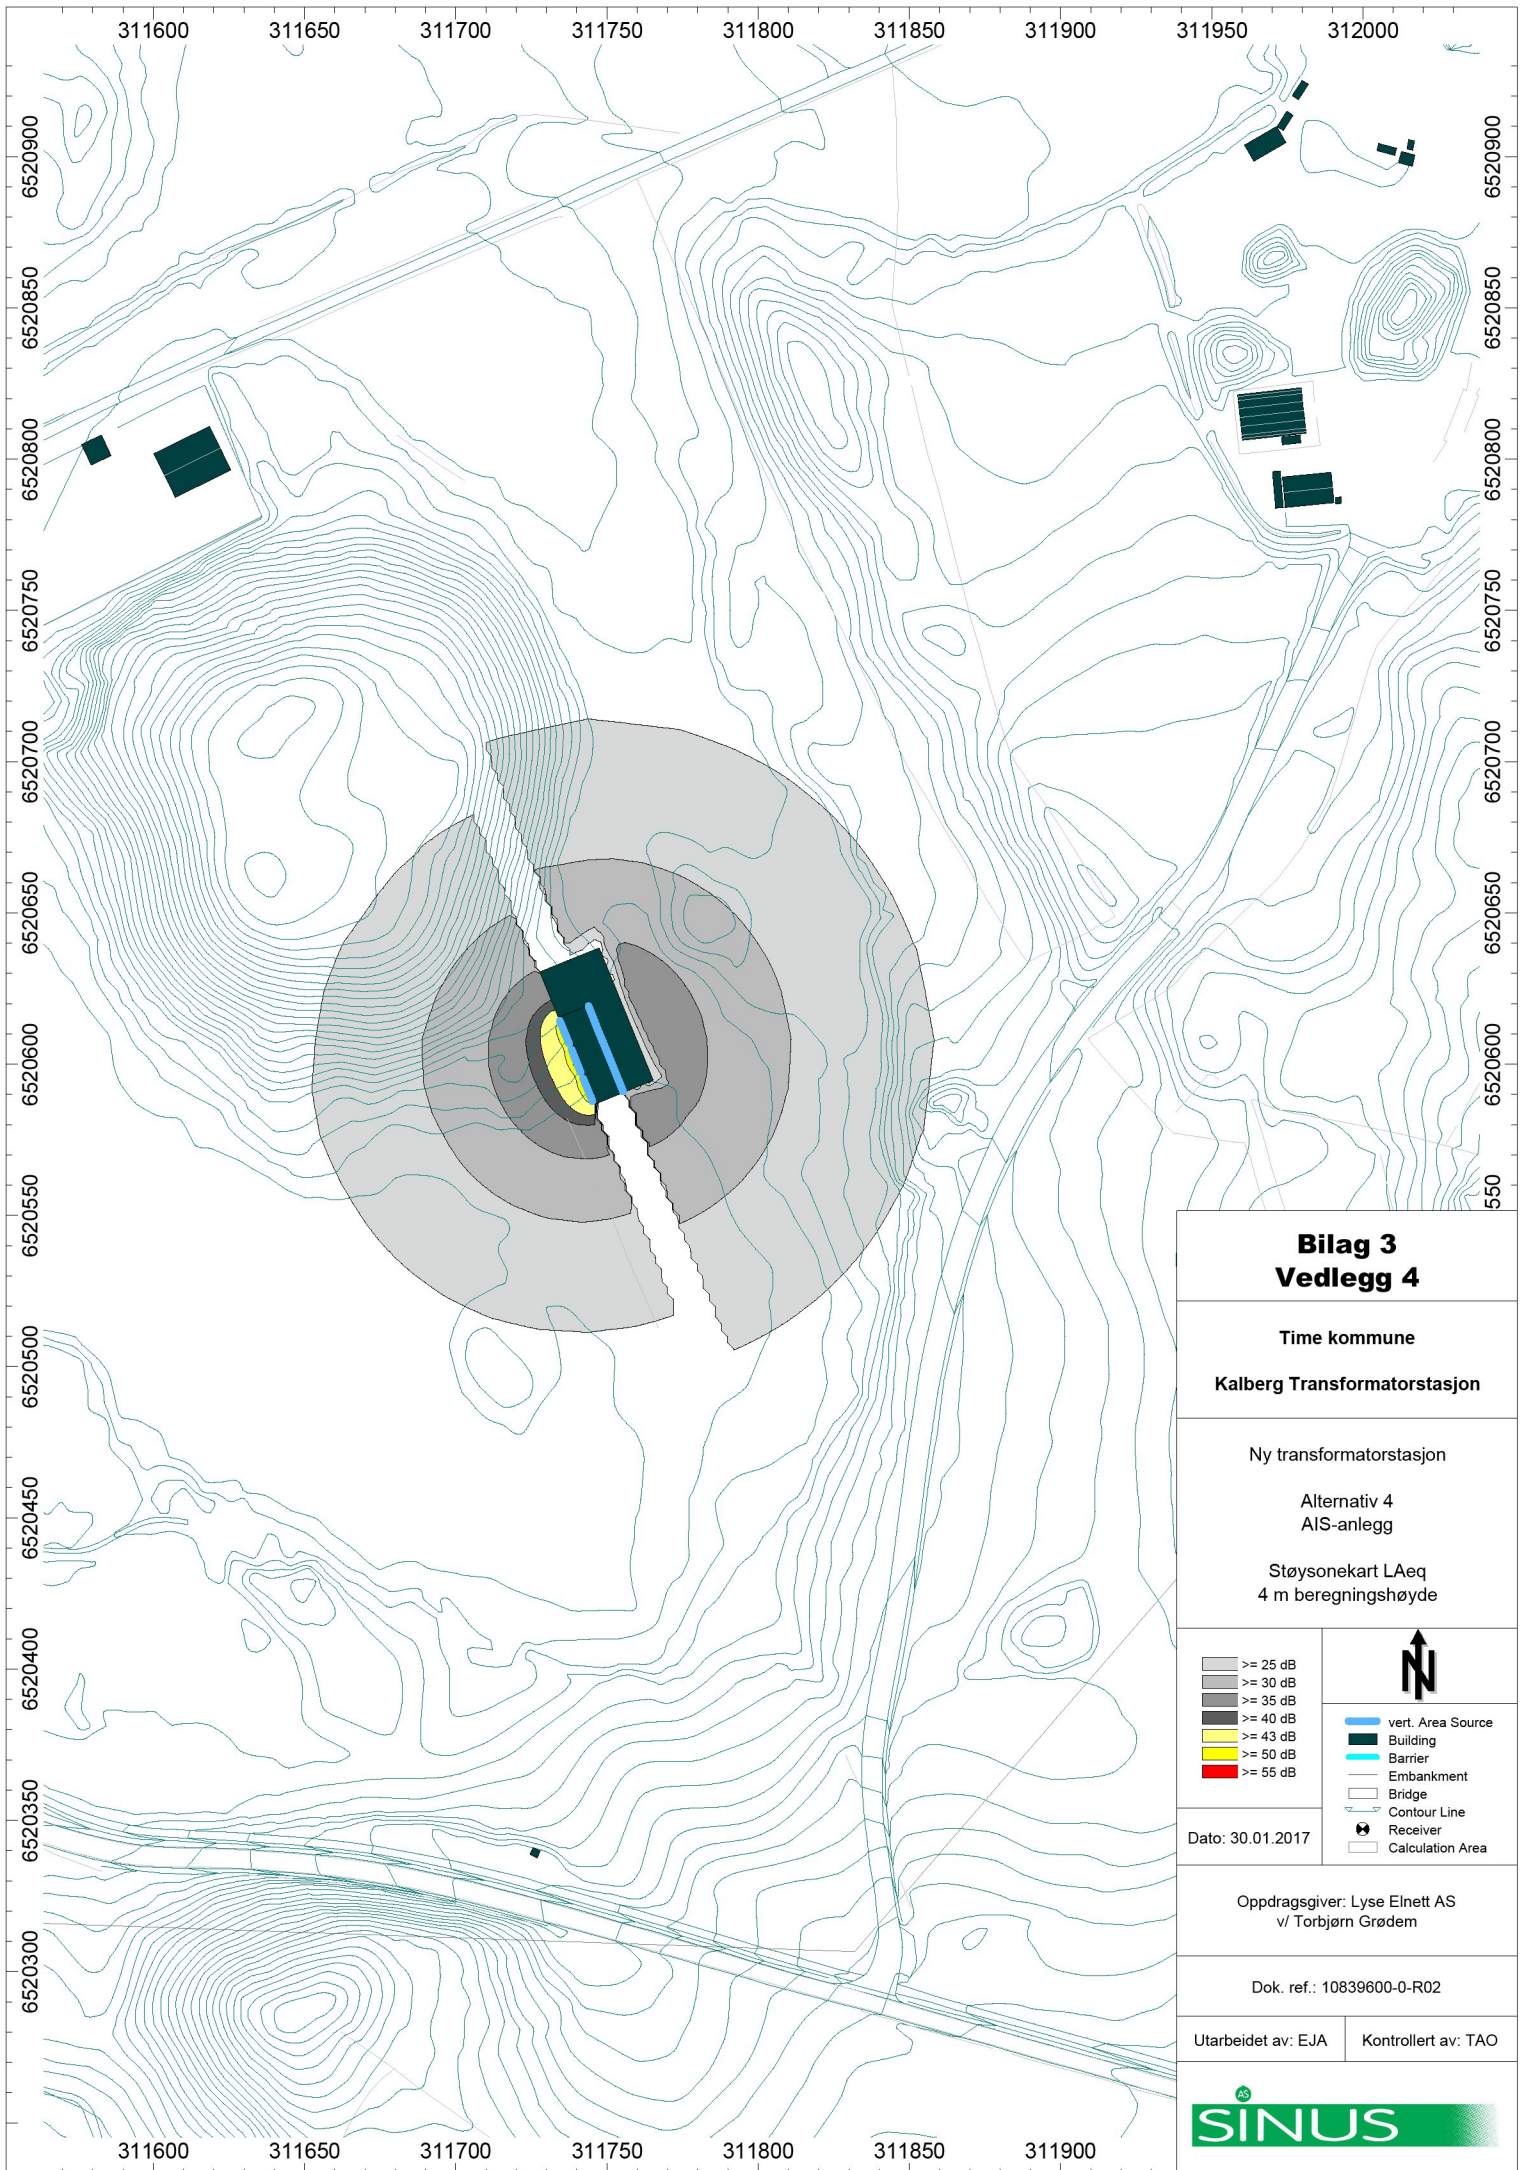 311600 311650 311700 311750 311800 311850 311900 311950 312000
6520900
6520850
6520800
6520750
6520700
6520650
6520600
6520550
6520500
6520450
6520400
6520350
6520300
6520900
6520850
6520800
6520750
6520700
6520650
6520600
550
Bilag 3
Vedlegg 4
Time kommune
Kalberg Transformatorstasjon
Ny transformatorstasjon
Alternativ 4
AIS-anlegg
Støysonekart LAeq
4 m beregningshøyde
>= 25 dB
>= 30 dB
>= 35 dB
>= 40 dB
>= 43 dB
>= 50 dB
>= 55 dB
N
vert. Area Source
Building
Barrier
Embankment
Bridge
Contour Line
Receiver
Calculation Area
Dato: 30.01.2017
Oppdragsgiver: Lyse Elnett AS
v/ Torbjørn Grødem
Dok. ref.: 10839600-0-R02
Utarbeidet av: EJA
Kontrollert av: TAO
AS
SINUS
311600 311650 311700 311750 311800 311850 311900